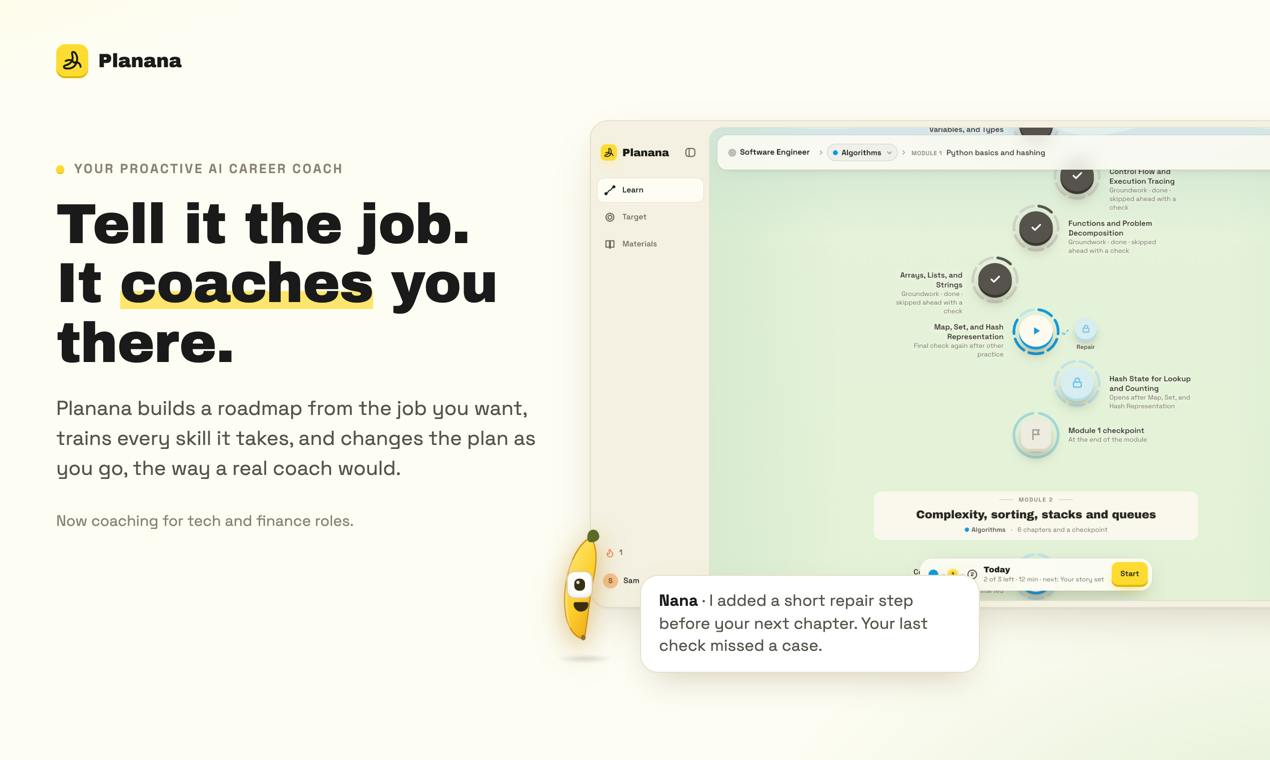 Planana
YOUR PROACTIVE AI CAREER COACH
Tell it the job.
It coaches you
there.
Planana builds a roadmap from the job you want,
trains every skill it takes, and changes the plan as
you go, the way a real coach would.
Now coaching for tech and finance roles.
Planana
Learn
Target
Materials
1
S
Sam
Variables, and Types
Software Engineer
Algorithms
MODULE 1 Python basics and hashing
Control Flow and
Execution Tracing
Groundwork · done ·
skipped ahead with a
check
Functions and Problem
Decomposition
Groundwork · done · skipped
ahead with a check
Arrays, Lists, and
Strings
Groundwork · done ·
skipped ahead with a
check
Map, Set, and Hash
Representation
Final check again after other
practice
Repair
Hash State for Lookup
and Counting
Opens after Map, Set, and
Hash Representation
Module 1 checkpoint
At the end of the module
MODULE 2
Complexity, sorting, stacks and queues
Algorithms · 6 chapters and a checkpoint
Today
2 of 3 left · 12 min · next: Your story set
Start
Nana · I added a short repair step
before your next chapter. Your last
check missed a case.